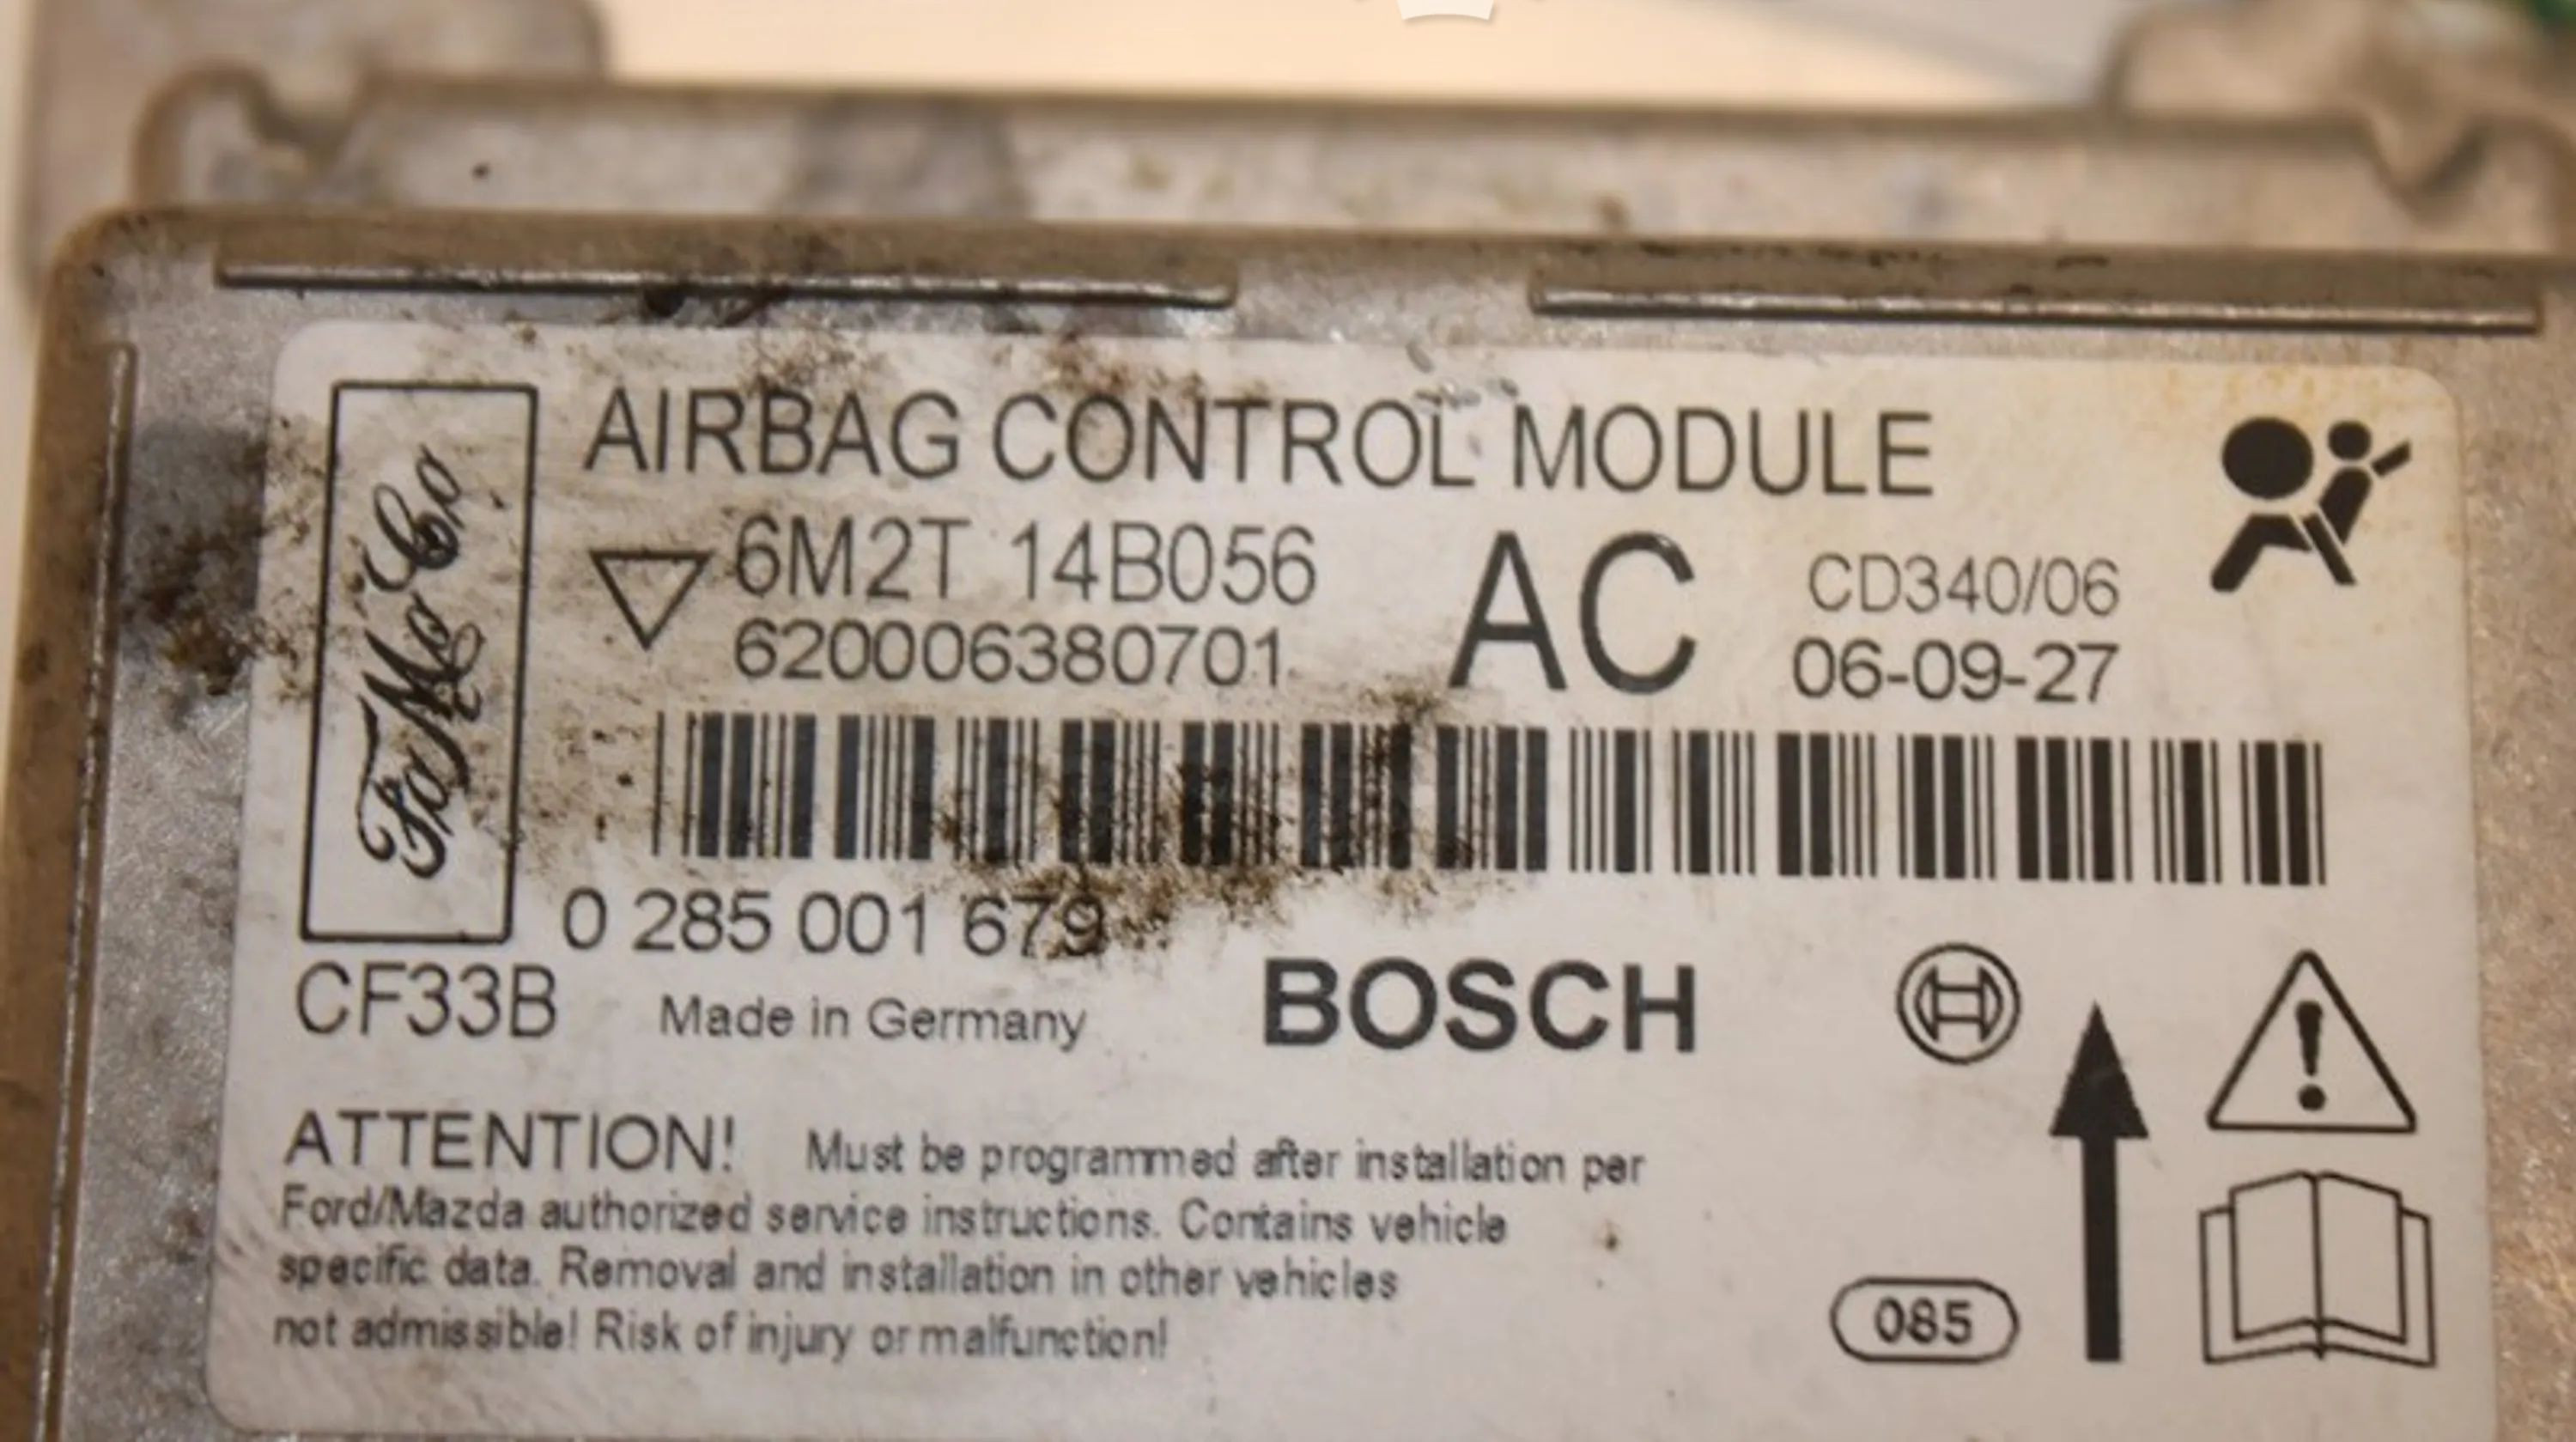 FoMoCo
AIRBAG CONTROL MODULE
6M2T 14B056
620006380701
AC
CD340/06
06-09-27
0 285 001 679
CF33B
Made in Germany
BOSCH
ATTENTION! Must be programmed after installation per
Ford/Mazda authorized service instructions. Contains vehicle
specific data. Removal and installation in other vehicles
not admissible! Risk of injury or malfunction!
085